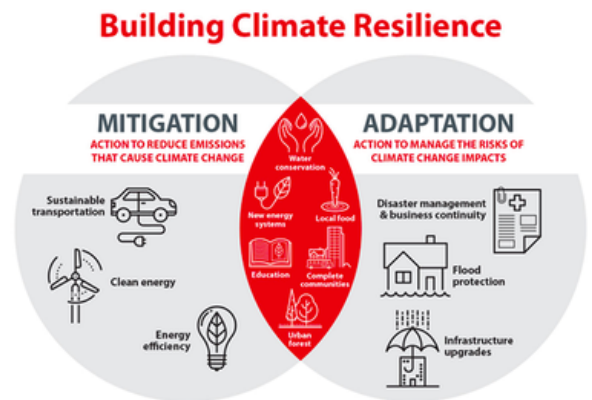 Building Climate Resilience
MITIGATION
ACTION TO REDUCE EMISSIONS
THAT CAUSE CLIMATE CHANGE
Sustainable
transportation
Clean energy
Energy
efficiency
Water
conservation
New energy
systems
Local food
Education
Complete
communities
Urban
forest
ADAPTATION
ACTION TO MANAGE THE RISKS OF
CLIMATE CHANGE IMPACTS
Disaster management
& business continuity
Flood
protection
Infrastructure
upgrades